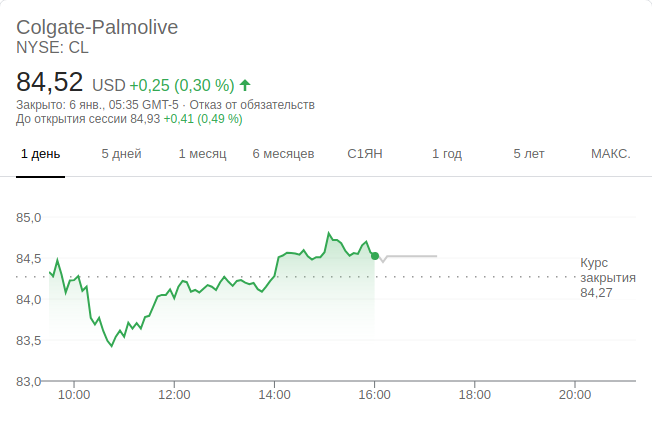 Colgate-Palmolive
NYSE: CL
84,52 USD +0,25 (0,30 %)
Закрыто: 6 янв., 05:35 GMT-5 · Отказ от обязательств
До открытия сессии 84,93 +0,41 (0,49 %)
1 день 5 дней 1 месяц 6 месяцев С1ЯН 1 год 5 лет МАКС.
85,0
84,5
84,0
83,5
83,0
Курс
закрытия
84,27
10:00 12:00 14:00 16:00 18:00 20:00